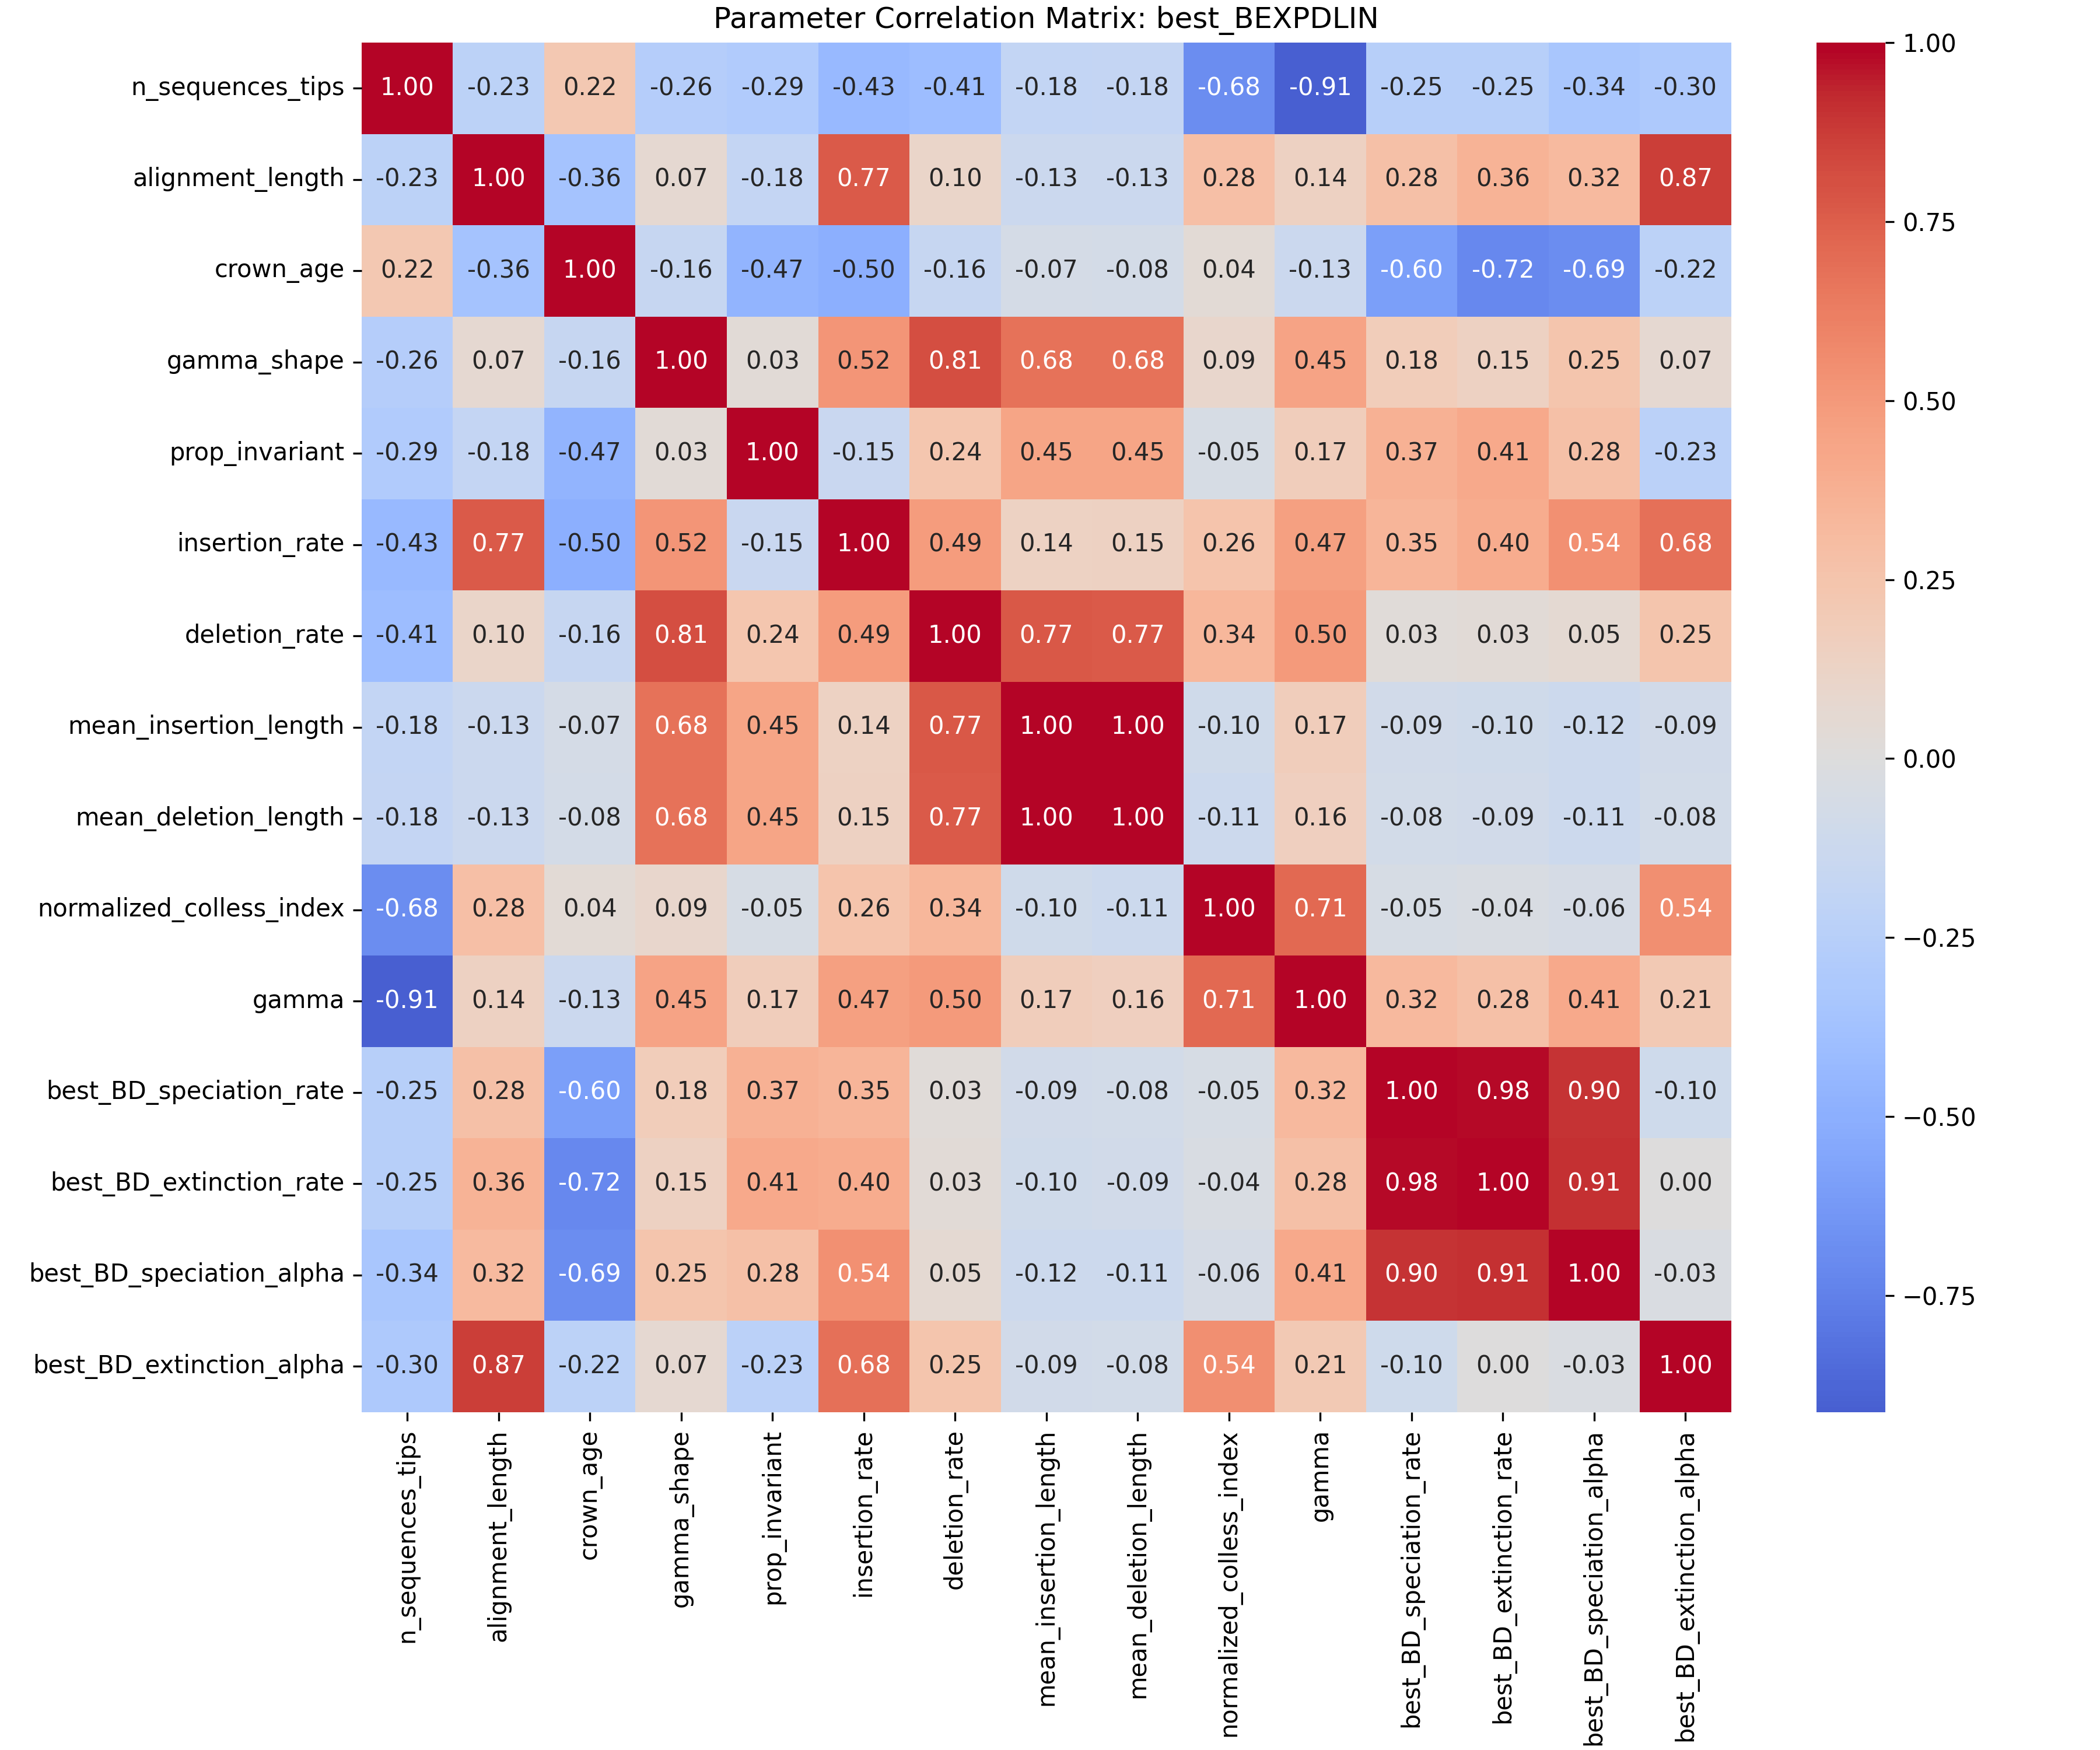 Parameter Correlation Matrix: best_BEXPDLIN
n_sequences_tips 1.00 -0.23 0.22 -0.26 -0.29 -0.43 -0.41 -0.18 -0.18 -0.68 -0.91 -0.25 -0.25 -0.34 -0.30
alignment_length -0.23 1.00 -0.36 0.07 -0.18 0.77 0.10 -0.13 -0.13 0.28 0.14 0.28 0.36 0.32 0.87
crown_age 0.22 -0.36 1.00 -0.16 -0.47 -0.50 -0.16 -0.07 -0.08 0.04 -0.13 -0.60 -0.72 -0.69 -0.22
gamma_shape -0.26 0.07 -0.16 1.00 0.03 0.52 0.81 0.68 0.68 0.09 0.45 0.18 0.15 0.25 0.07
prop_invariant -0.29 -0.18 -0.47 0.03 1.00 -0.15 0.24 0.45 0.45 -0.05 0.17 0.37 0.41 0.28 -0.23
insertion_rate -0.43 0.77 -0.50 0.52 -0.15 1.00 0.49 0.14 0.15 0.26 0.47 0.35 0.40 0.54 0.68
deletion_rate -0.41 0.10 -0.16 0.81 0.24 0.49 1.00 0.77 0.77 0.34 0.50 0.03 0.03 0.05 0.25
mean_insertion_length -0.18 -0.13 -0.07 0.68 0.45 0.14 0.77 1.00 1.00 -0.10 0.17 -0.09 -0.10 -0.12 -0.09
mean_deletion_length -0.18 -0.13 -0.08 0.68 0.45 0.15 0.77 1.00 1.00 -0.11 0.16 -0.08 -0.09 -0.11 -0.08
normalized_colless_index -0.68 0.28 0.04 0.09 -0.05 0.26 0.34 -0.10 -0.11 1.00 0.71 -0.05 -0.04 -0.06 0.54
gamma -0.91 0.14 -0.13 0.45 0.17 0.47 0.50 0.17 0.16 0.71 1.00 0.32 0.28 0.41 0.21
best_BD_speciation_rate -0.25 0.28 -0.60 0.18 0.37 0.35 0.03 -0.09 -0.08 -0.05 0.32 1.00 0.98 0.90 -0.10
best_BD_extinction_rate -0.25 0.36 -0.72 0.15 0.41 0.40 0.03 -0.10 -0.09 -0.04 0.28 0.98 1.00 0.91 0.00
best_BD_speciation_alpha -0.34 0.32 -0.69 0.25 0.28 0.54 0.05 -0.12 -0.11 -0.06 0.41 0.90 0.91 1.00 -0.03
best_BD_extinction_alpha -0.30 0.87 -0.22 0.07 -0.23 0.68 0.25 -0.09 -0.08 0.54 0.21 -0.10 0.00 -0.03 1.00
n_sequences_tips
alignment_length
crown_age
gamma_shape
prop_invariant
insertion_rate
deletion_rate
mean_insertion_length
mean_deletion_length
normalized_colless_index
gamma
best_BD_speciation_rate
best_BD_extinction_rate
best_BD_speciation_alpha
best_BD_extinction_alpha
1.00
0.75
0.50
0.25
0.00
−0.25
−0.50
−0.75